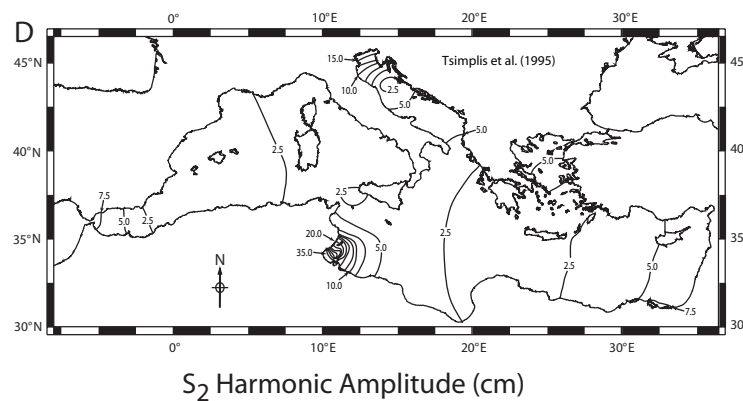 D
0° 10°E 20°E 30°E
45°N 15.0 Tsimplis et al. (1995) 45
10.0 2.5
5.0
5.0
40°N 2.5 5.0 40
7.5 2.5
5.0 2.5
20.0 5.0 2.5
35°N 35.0 2.5 5.0 35
N 10.0 7.5
30°N 30
0° 10°E 20°E 30°E
S₂ Harmonic Amplitude (cm)